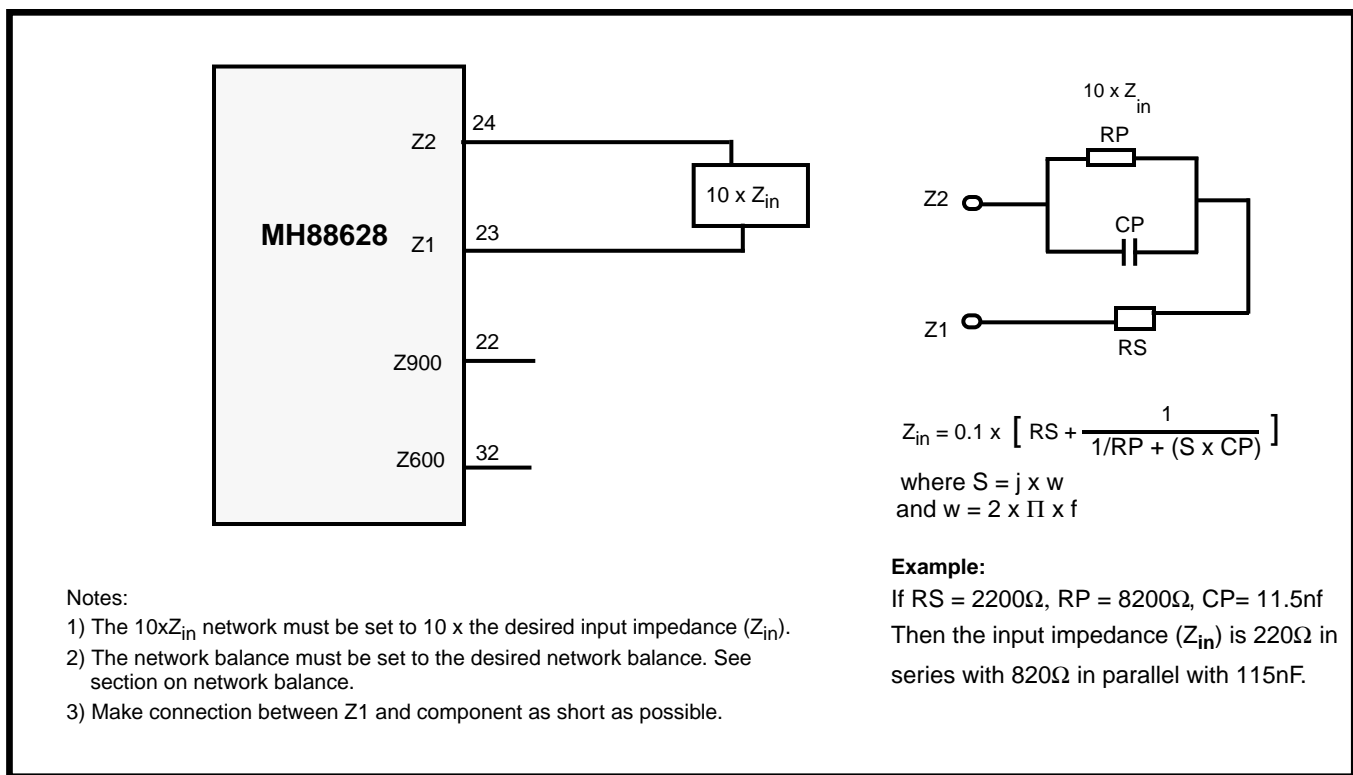 Z2
24
10 x Zin
MH88628
Z1
23
Z900
22
Z600
32
10 x Zin
RP
Z2
CP
Z1
RS
Zin = 0.1 x [ RS + 1 / 1/RP + (S x CP) ]
where S = j x w
and w = 2 x Π x f
Example:
If RS = 2200Ω, RP = 8200Ω, CP= 11.5nf
Then the input impedance (Zin) is 220Ω in
series with 820Ω in parallel with 115nF.
Notes:
1) The 10xZin network must be set to 10 x the desired input impedance (Zin).
2) The network balance must be set to the desired network balance. See
section on network balance.
3) Make connection between Z1 and component as short as possible.